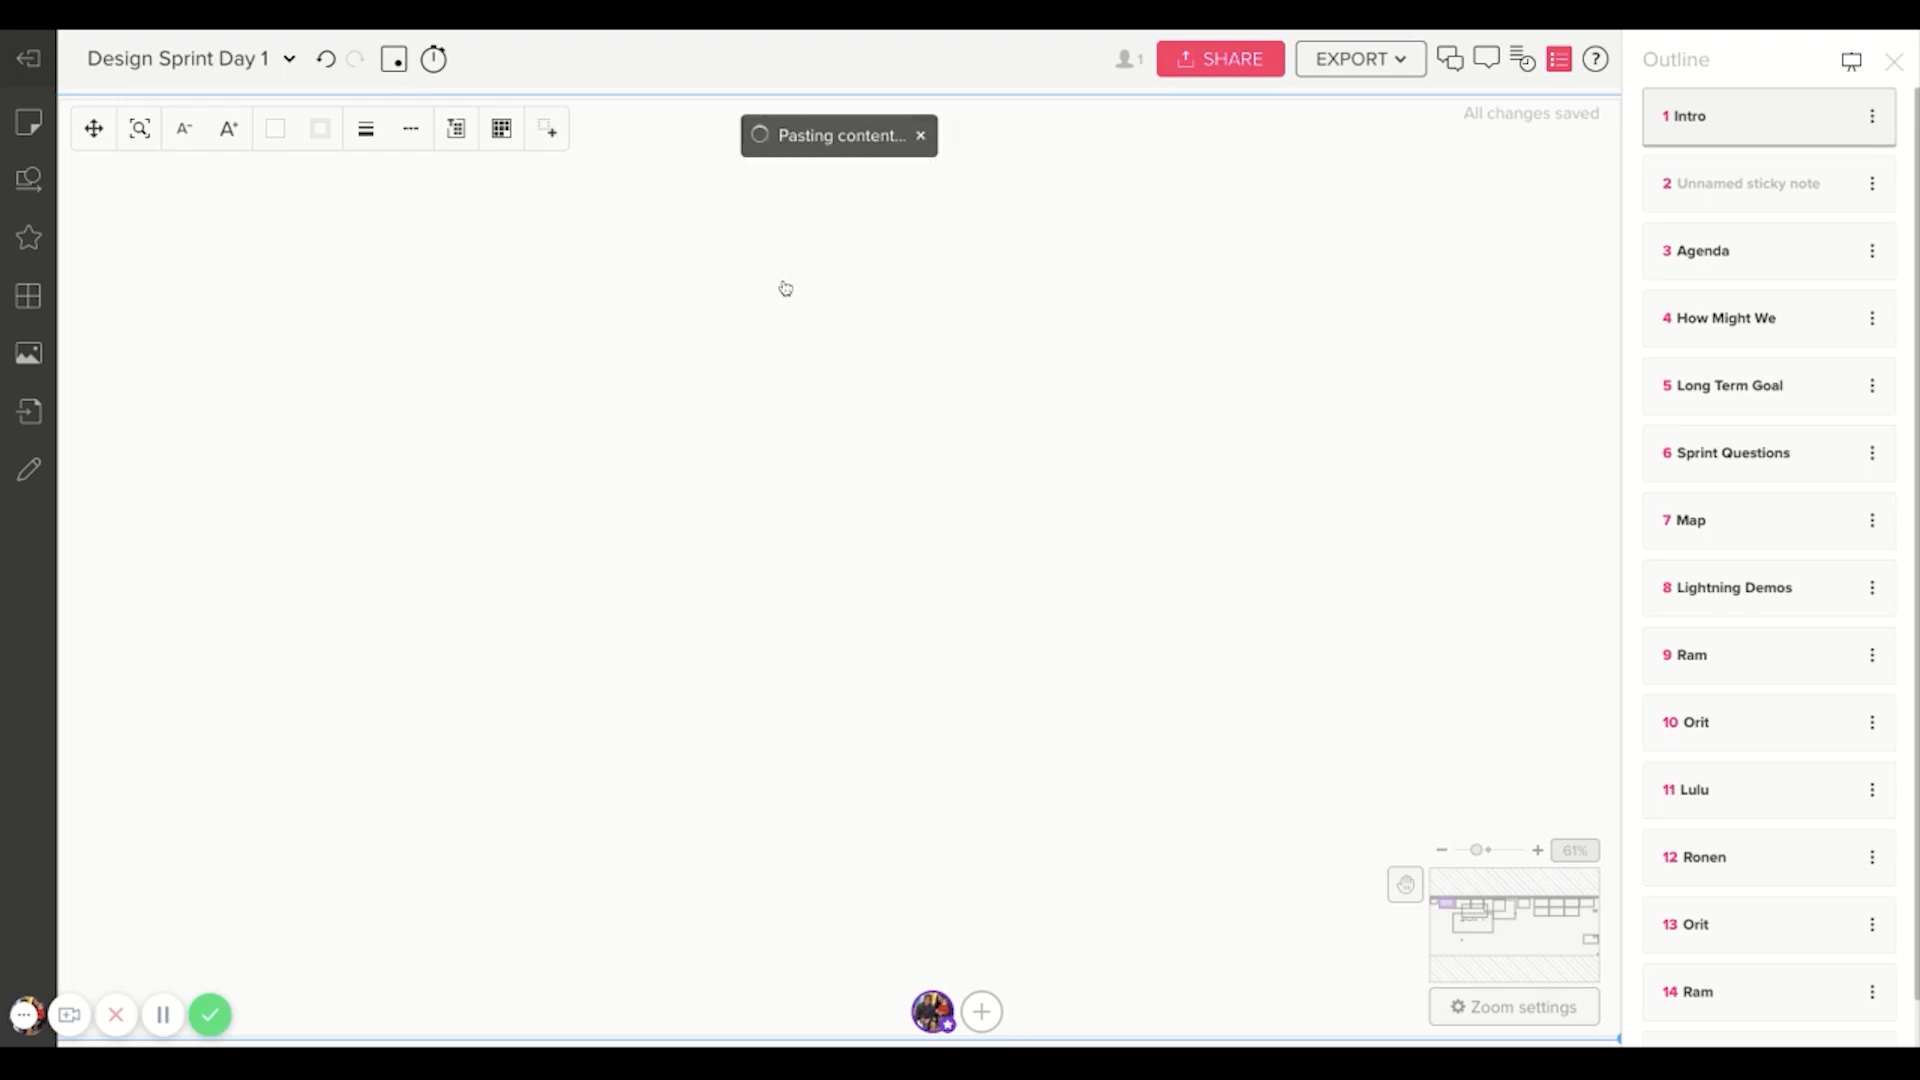 Design Sprint Day 1
1
SHARE
EXPORT
?
Outline
A-
A+
Pasting content...
All changes saved
1 Intro
2 Unnamed sticky note
3 Agenda
4 How Might We
5 Long Term Goal
6 Sprint Questions
7 Map
8 Lightning Demos
9 Ram
10 Orit
11 Lulu
12 Ronen
13 Orit
14 Ram
61%
Zoom settings